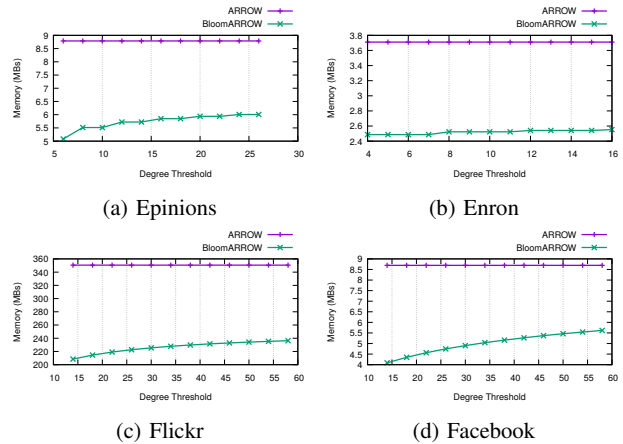 ARROW
BloomARROW
Memory (MBs)
9
8.5
8
7.5
7
6.5
6
5.5
5
5 10 15 20 25 30
Degree Threshold
(a) Epinions
ARROW
BloomARROW
Memory (MBs)
3.8
3.6
3.4
3.2
3
2.8
2.6
2.4
4 6 8 10 12 14 16
Degree Threshold
(b) Enron
ARROW
BloomARROW
Memory (MBs)
360
340
320
300
280
260
240
220
200
10 15 20 25 30 35 40 45 50 55 60
Degree Threshold
(c) Flickr
ARROW
BloomARROW
Memory (MBs)
9
8.5
8
7.5
7
6.5
6
5.5
5
4.5
4
10 15 20 25 30 35 40 45 50 55 60
Degree Threshold
(d) Facebook